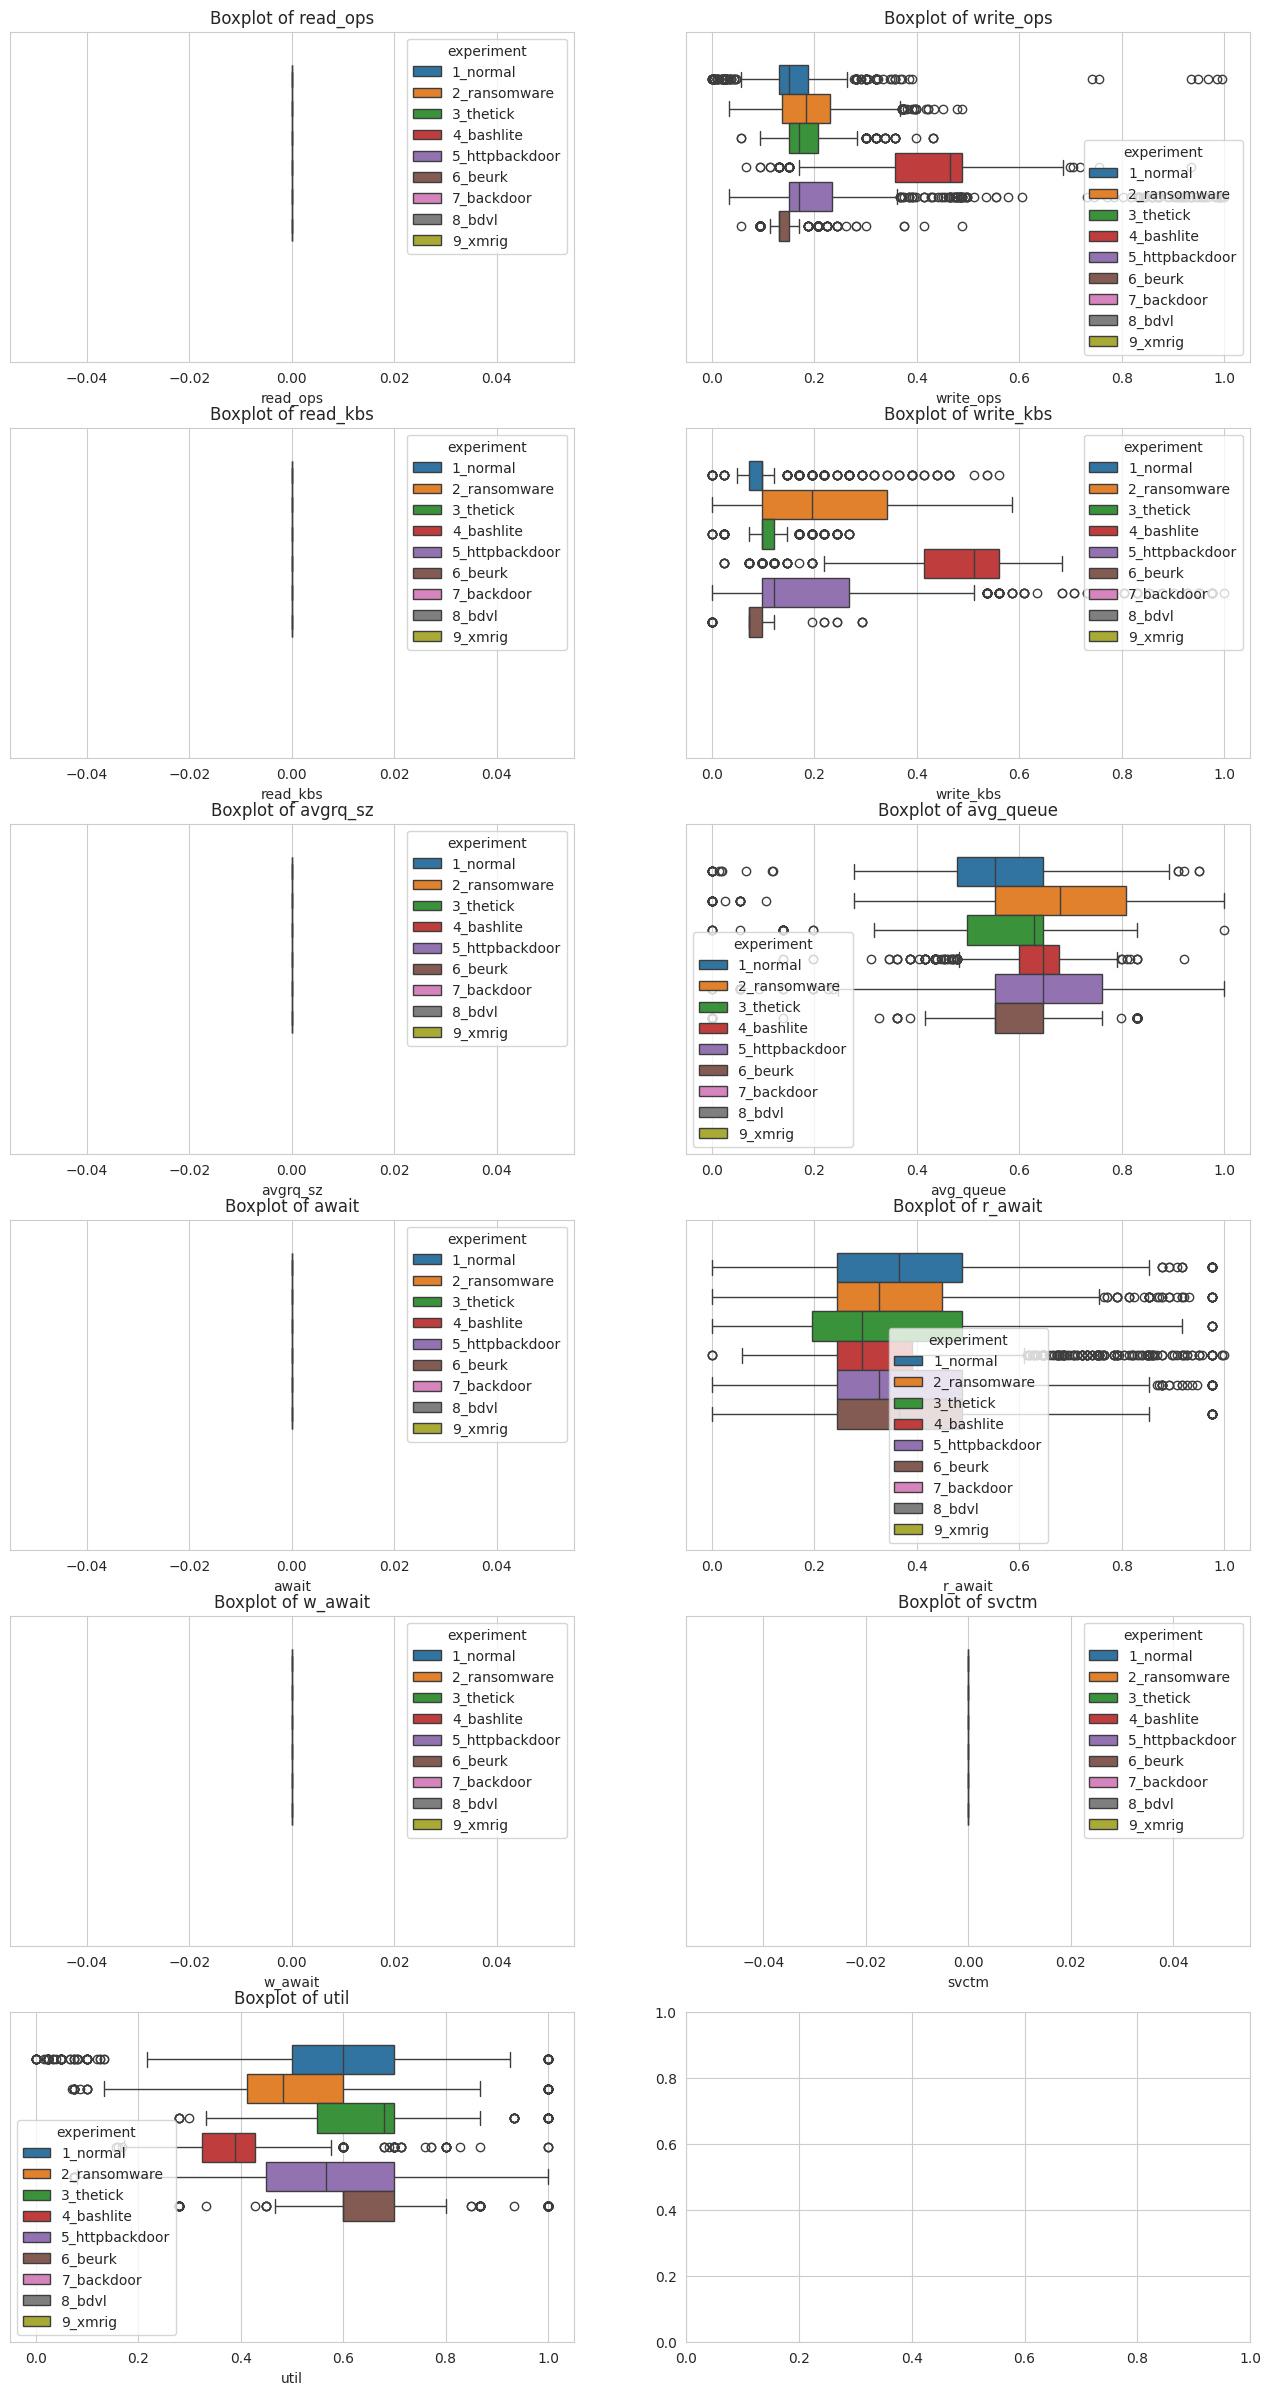 Boxplot of read_ops
experiment
1_normal
2_ransomware
3_thetick
4_bashlite
5_httpbackdoor
6_beurk
7_backdoor
8_bdvl
9_xmrig
−0.04 −0.02 0.00 0.02 0.04
read_ops
Boxplot of write_ops
experiment
1_normal
2_ransomware
3_thetick
4_bashlite
5_httpbackdoor
6_beurk
7_backdoor
8_bdvl
9_xmrig
0.0 0.2 0.4 0.6 0.8 1.0
write_ops
Boxplot of read_kbs
experiment
1_normal
2_ransomware
3_thetick
4_bashlite
5_httpbackdoor
6_beurk
7_backdoor
8_bdvl
9_xmrig
−0.04 −0.02 0.00 0.02 0.04
read_kbs
Boxplot of write_kbs
experiment
1_normal
2_ransomware
3_thetick
4_bashlite
5_httpbackdoor
6_beurk
7_backdoor
8_bdvl
9_xmrig
0.0 0.2 0.4 0.6 0.8 1.0
write_kbs
Boxplot of avgrq_sz
experiment
1_normal
2_ransomware
3_thetick
4_bashlite
5_httpbackdoor
6_beurk
7_backdoor
8_bdvl
9_xmrig
−0.04 −0.02 0.00 0.02 0.04
avgrq_sz
Boxplot of avg_queue
experiment
1_normal
2_ransomware
3_thetick
4_bashlite
5_httpbackdoor
6_beurk
7_backdoor
8_bdvl
9_xmrig
0.0 0.2 0.4 0.6 0.8 1.0
avg_queue
Boxplot of await
experiment
1_normal
2_ransomware
3_thetick
4_bashlite
5_httpbackdoor
6_beurk
7_backdoor
8_bdvl
9_xmrig
−0.04 −0.02 0.00 0.02 0.04
await
Boxplot of r_await
experiment
1_normal
2_ransomware
3_thetick
4_bashlite
5_httpbackdoor
6_beurk
7_backdoor
8_bdvl
9_xmrig
0.0 0.2 0.4 0.6 0.8 1.0
r_await
Boxplot of w_await
experiment
1_normal
2_ransomware
3_thetick
4_bashlite
5_httpbackdoor
6_beurk
7_backdoor
8_bdvl
9_xmrig
−0.04 −0.02 0.00 0.02 0.04
w_await
Boxplot of svctm
experiment
1_normal
2_ransomware
3_thetick
4_bashlite
5_httpbackdoor
6_beurk
7_backdoor
8_bdvl
9_xmrig
−0.04 −0.02 0.00 0.02 0.04
svctm
Boxplot of util
experiment
1_normal
2_ransomware
3_thetick
4_bashlite
5_httpbackdoor
6_beurk
7_backdoor
8_bdvl
9_xmrig
0.0 0.2 0.4 0.6 0.8 1.0
util
1.0
0.8
0.6
0.4
0.2
0.0
0.0 0.2 0.4 0.6 0.8 1.0